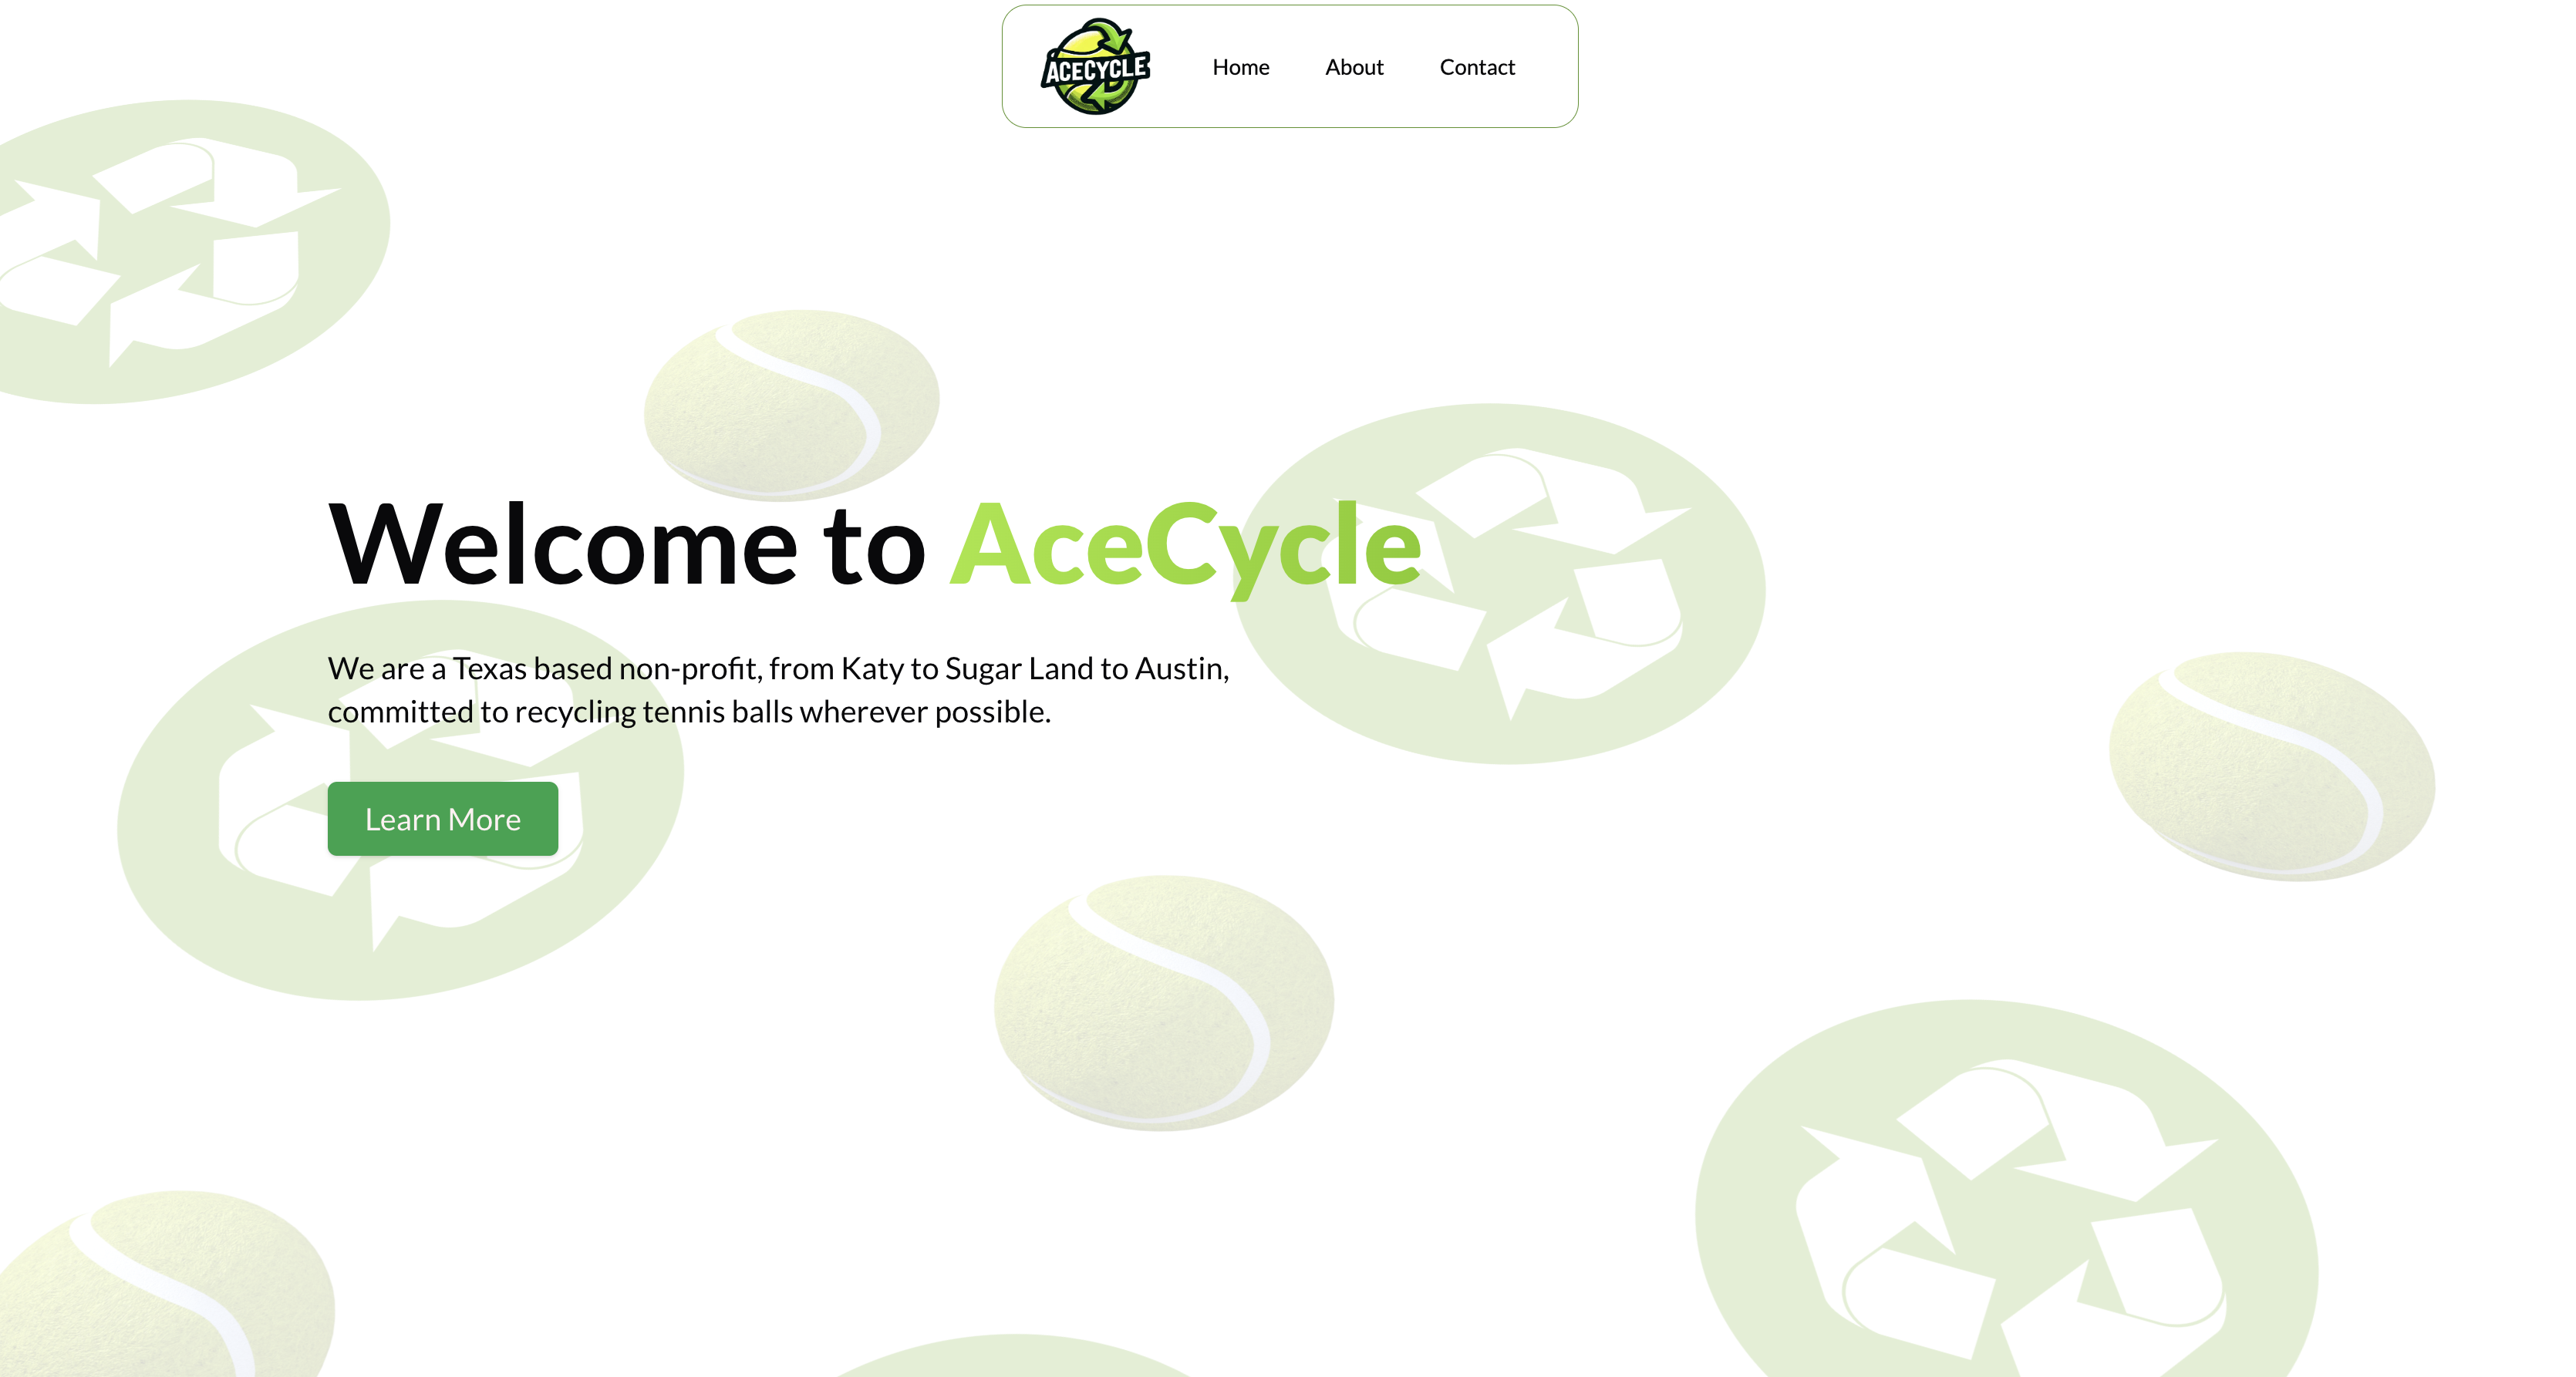 ACECYCLE
Home
About
Contact
Welcome to AceCycle
We are a Texas based non-profit, from Katy to Sugar Land to Austin,
committed to recycling tennis balls wherever possible.
Learn More